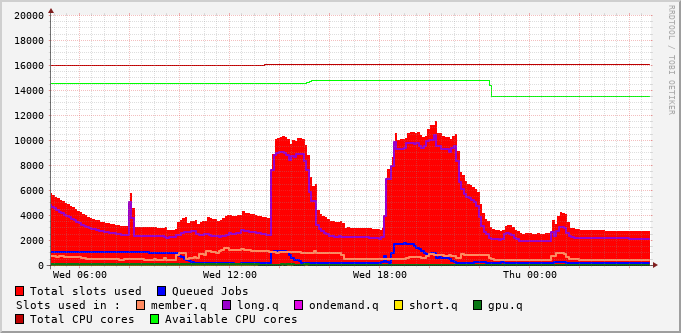 20000
18000
16000
14000
12000
10000
8000
6000
4000
2000
0
Wed 06:00 Wed 12:00 Wed 18:00 Thu 00:00
RRDTOOL / TOBI OETIKER
Total slots used Queued Jobs
Slots used in : member.q long.q ondemand.q short.q gpu.q
Total CPU cores Available CPU cores